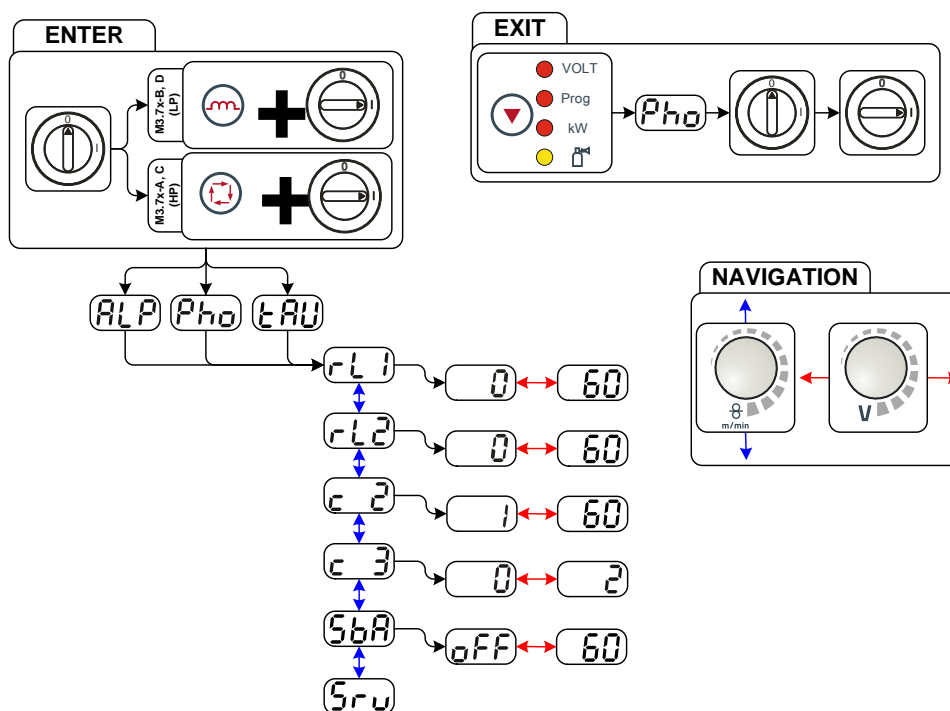 ENTER
M3.7x-B, D
(LP)
0
I
0
I
M3.7x-A, C
(HP)
0
I
ALP Pho tAU
EXIT
VOLT
Prog
kW
Pho
0
I
0
I
NAVIGATION
m/min
V
rL1 0 60
rL2 0 60
c 2 1 60
c 3 0 2
SbA oFF 60
Srv